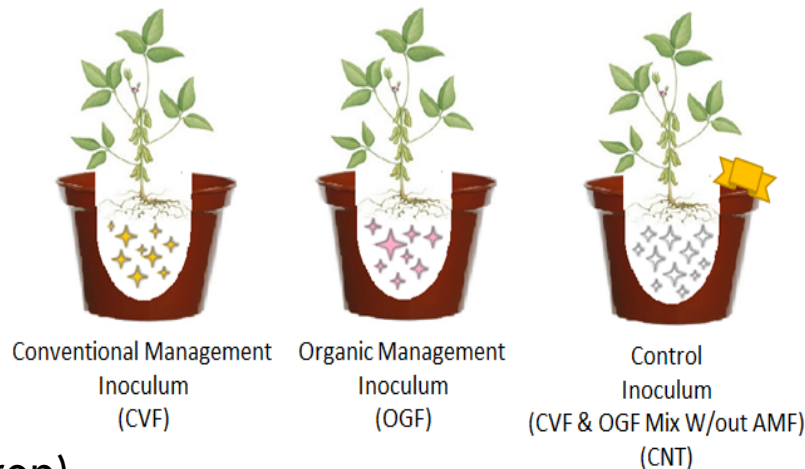 Conventional Management
Inoculum
(CVF)
Organic Management
Inoculum
(OGF)
Control
Inoculum
(CVF & OGF Mix W/out AMF)
(CNT)